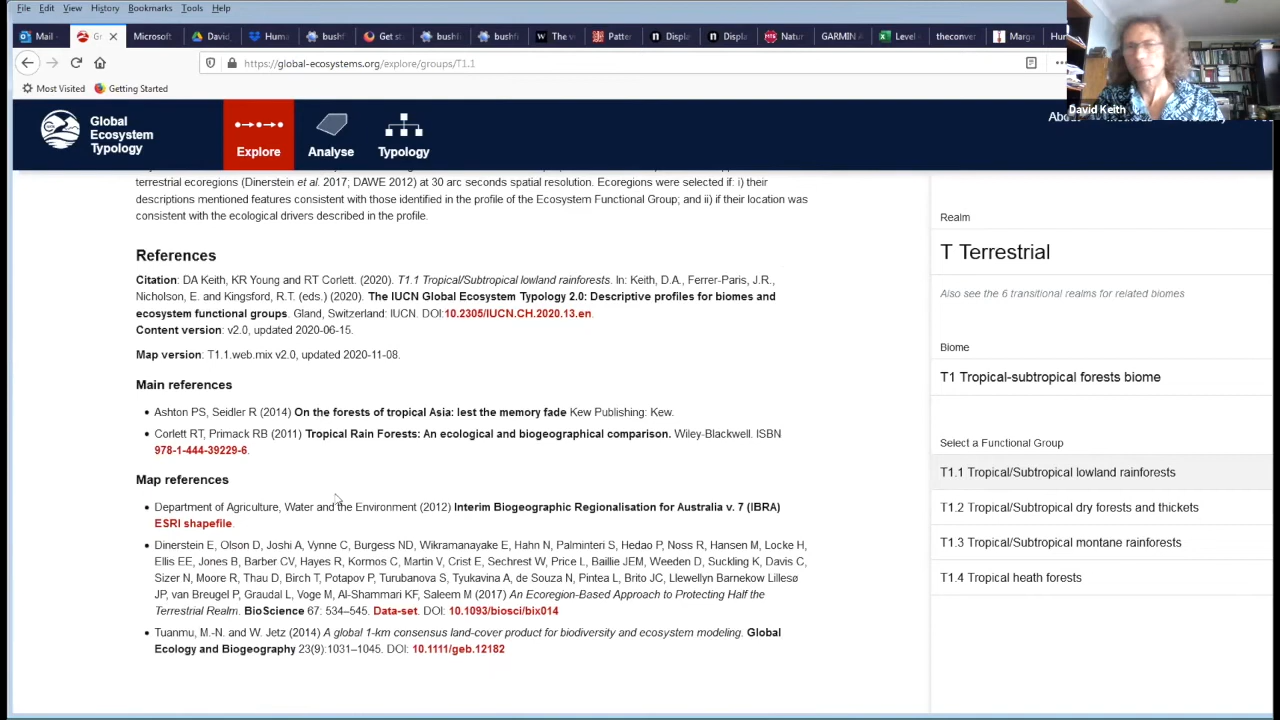 File Edit View History Bookmarks Tools Help
Mail - Gr Microsoft David_ Huma bushf Get st bushfi bushfi The v Patter Displa Displa Natur GARMIN A Level theconver Marga Hu
https://global-ecosystems.org/explore/groups/T1.1
Most Visited Getting Started
David Keith
Global
Ecosystem
Typology
Explore Analyse Typology
terrestrial ecoregions (Dinerstein et al. 2017; DAWE 2012) at 30 arc seconds spatial resolution. Ecoregions were selected if: i) their
descriptions mentioned features consistent with those identified in the profile of the Ecosystem Functional Group; and ii) if their location was
consistent with the ecological drivers described in the profile.
References
Citation: DA Keith, KR Young and RT Corlett. (2020). T1.1 Tropical/Subtropical lowland rainforests. In: Keith, D.A., Ferrer-Paris, J.R.,
Nicholson, E. and Kingsford, R.T. (eds.) (2020). The IUCN Global Ecosystem Typology 2.0: Descriptive profiles for biomes and
ecosystem functional groups. Gland, Switzerland: IUCN. DOI:10.2305/IUCN.CH.2020.13.en.
Content version: v2.0, updated 2020-06-15.
Map version: T1.1.web.mix v2.0, updated 2020-11-08.
Main references
Ashton PS, Seidler R (2014) On the forests of tropical Asia: lest the memory fade Kew Publishing: Kew.
Corlett RT, Primack RB (2011) Tropical Rain Forests: An ecological and biogeographical comparison. Wiley-Blackwell. ISBN
978-1-444-39229-6.
Map references
Department of Agriculture, Water and the Environment (2012) Interim Biogeographic Regionalisation for Australia v. 7 (IBRA)
ESRI shapefile.
Dinerstein E, Olson D, Joshi A, Vynne C, Burgess ND, Wikramanayake E, Hahn N, Palminteri S, Hedao P, Noss R, Hansen M, Locke H,
Ellis EE, Jones B, Barber CV, Hayes R, Kormos C, Martin V, Crist E, Sechrest W, Price L, Baillie JEM, Weeden D, Suckling K, Davis C,
Sizer N, Moore R, Thau D, Birch T, Potapov P, Turubanova S, Tyukavina A, de Souza N, Pintea L, Brito JC, Llewellyn Barnekow Lillesø
JP, van Breugel P, Graudal L, Voge M, Al-Shammari KF, Saleem M (2017) An Ecoregion-Based Approach to Protecting Half the
Terrestrial Realm. BioScience 67: 534–545. Data-set. DOI: 10.1093/biosci/bix014
Tuanmu, M.-N. and W. Jetz (2014) A global 1-km consensus land-cover product for biodiversity and ecosystem modeling. Global
Ecology and Biogeography 23(9):1031–1045. DOI: 10.1111/geb.12182
Realm
T Terrestrial
Also see the 6 transitional realms for related biomes
Biome
T1 Tropical-subtropical forests biome
Select a Functional Group
T1.1 Tropical/Subtropical lowland rainforests
T1.2 Tropical/Subtropical dry forests and thickets
T1.3 Tropical/Subtropical montane rainforests
T1.4 Tropical heath forests